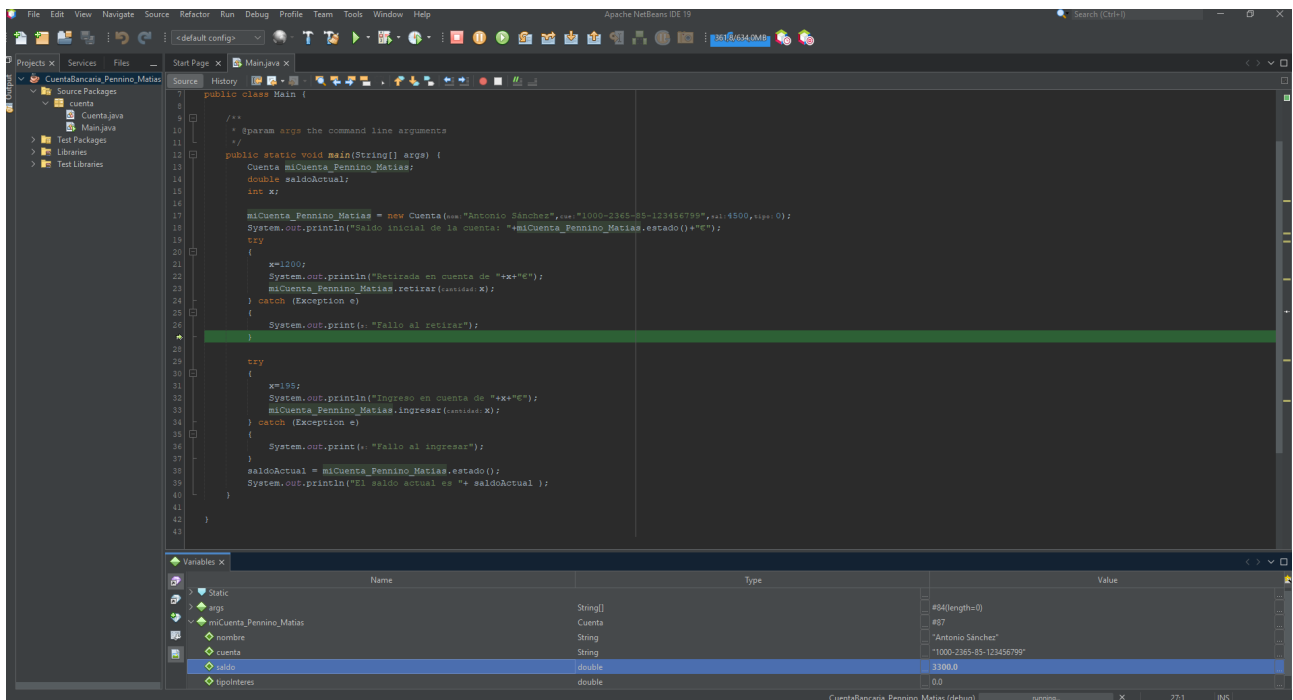 File Edit View Navigate Source Refactor Run Debug Profile Team Tools Window Help Apache NetBeans IDE 19 Search (Ctrl+I)
<default config> 361,8/634,0MB
Projects Services Files Start Page Main.java
Output
CuentaBancaria_Pennino_Matias Source History
Source Packages
cuenta
Cuenta.java
Main.java
Test Packages
Libraries
Test Libraries
7 public class Main {
8
9 /**
10 * @param args the command line arguments
11 */
12 public static void main(String[] args) {
13 Cuenta miCuenta_Pennino_Matias;
14 double saldoActual;
15 int x;
16
17 miCuenta_Pennino_Matias = new Cuenta(nom:"Antonio Sánchez",cue:"1000-2365-85-123456799",sal:4500,tipo:0);
18 System.out.println("Saldo inicial de la cuenta: "+miCuenta_Pennino_Matias.estado()+"€");
19 try
20 {
21 x=1200;
22 System.out.println("Retirada en cuenta de "+x+"€");
23 miCuenta_Pennino_Matias.retirar(cantidad:x);
24 } catch (Exception e)
25 {
26 System.out.print(s:"Fallo al retirar");
}
28
29 try
30 {
31 x=195;
32 System.out.println("Ingreso en cuenta de "+x+"€");
33 miCuenta_Pennino_Matias.ingresar(cantidad:x);
34 } catch (Exception e)
35 {
36 System.out.print(s:"Fallo al ingresar");
37 }
38 saldoActual = miCuenta_Pennino_Matias.estado();
39 System.out.println("El saldo actual es "+ saldoActual );
40 }
41
42 }
43
Variables
Name Type Value
Static
args String[] #84(length=0)
miCuenta_Pennino_Matias Cuenta #87
nombre String "Antonio Sánchez"
cuenta String "1000-2365-85-123456799"
saldo double 3300.0
tipoInteres double 0.0
CuentaBancaria_Pennino_Matias (debug) running... 27:1 INS